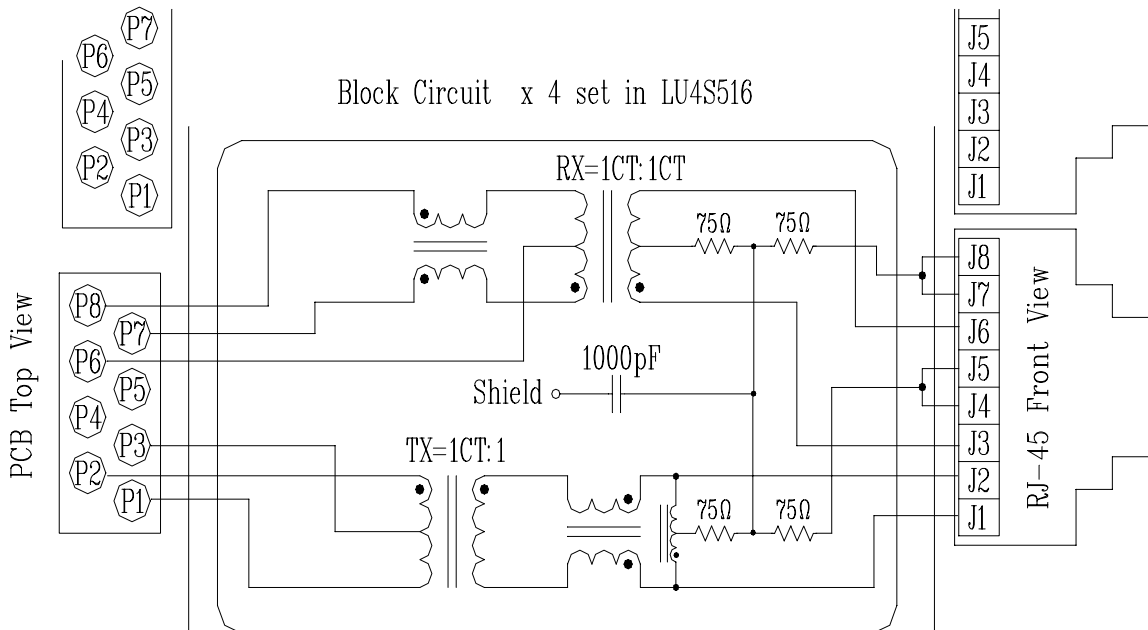 P7
P6
P5
P4
P3
P2
P1
Block Circuit x 4 set in LU4S516
J5
J4
J3
J2
J1
RX=1CT:1CT
75Ω 75Ω
PCB Top View
P8
P7
P6
P5
P4
P3
P2
P1
1000pF
Shield
TX=1CT:1
75Ω 75Ω
J8
J7
J6
J5
J4
J3
J2
J1
RJ-45 Front View